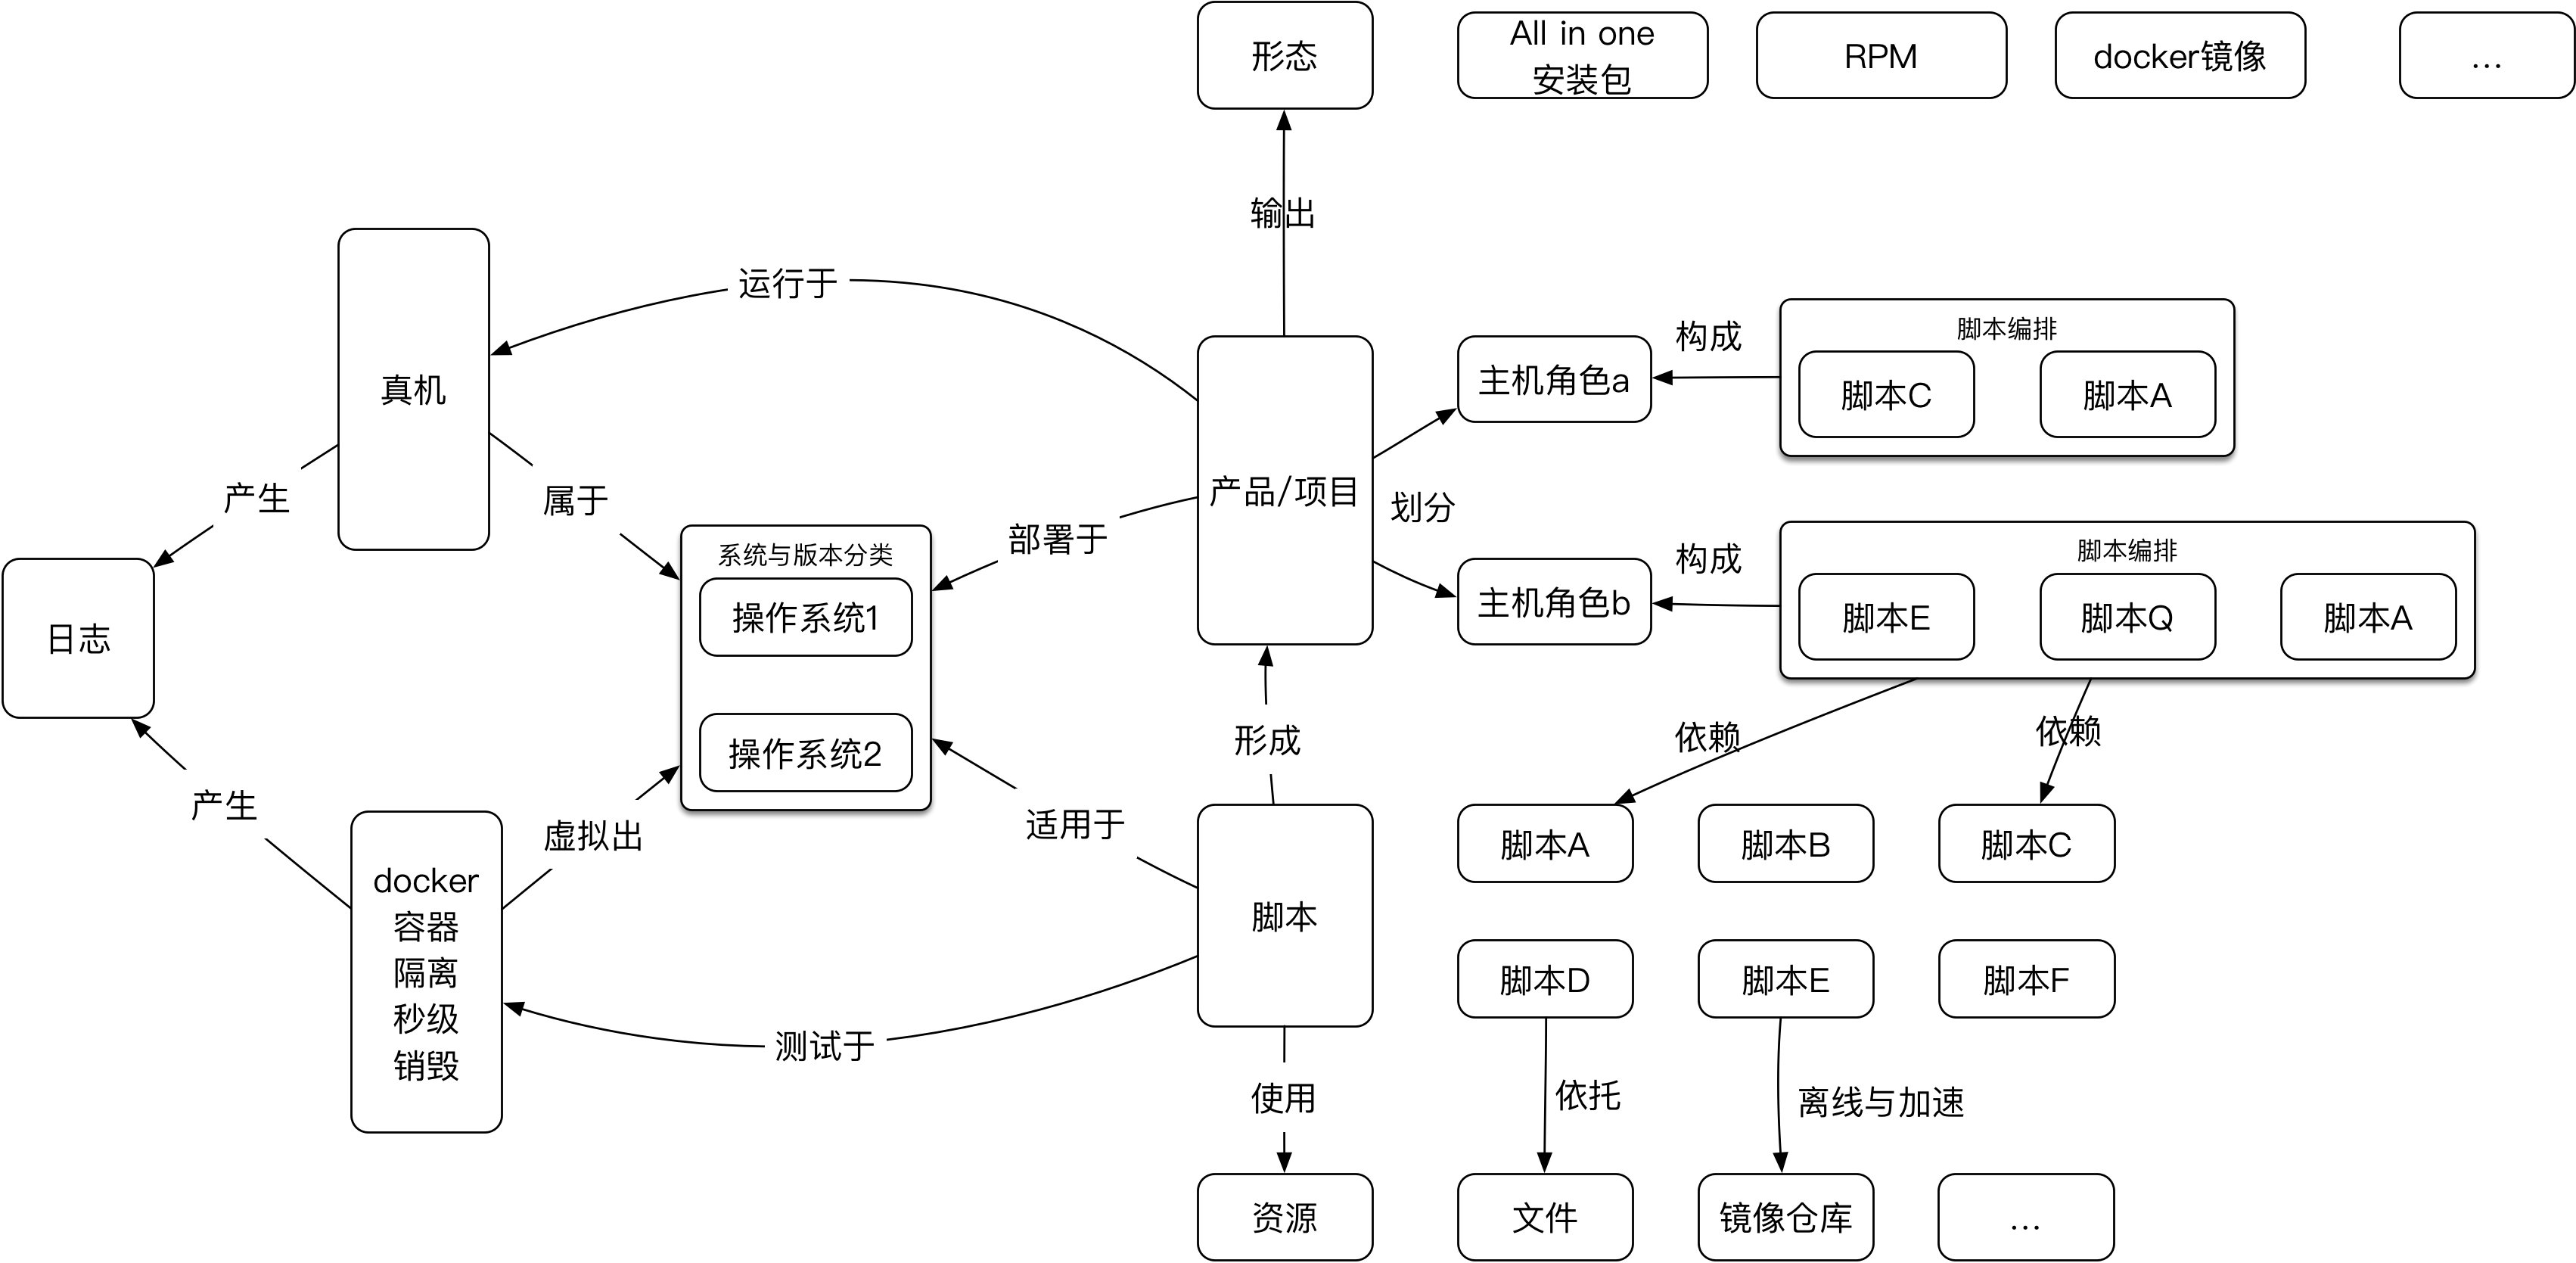 形态
All in one
安装包
RPM
docker镜像
...
输出
运行于
真机
产生
属于
日志
产生
系统与版本分类
操作系统1
操作系统2
部署于
产品/项目
划分
主机角色a
构成
脚本编排
脚本C
脚本A
主机角色b
构成
脚本编排
脚本E
脚本Q
脚本A
依赖
依赖
形成
适用于
虚拟出
docker
容器
隔离
秒级
销毁
测试于
脚本
脚本A
脚本B
脚本C
脚本D
脚本E
脚本F
使用
依托
离线与加速
资源
文件
镜像仓库
...